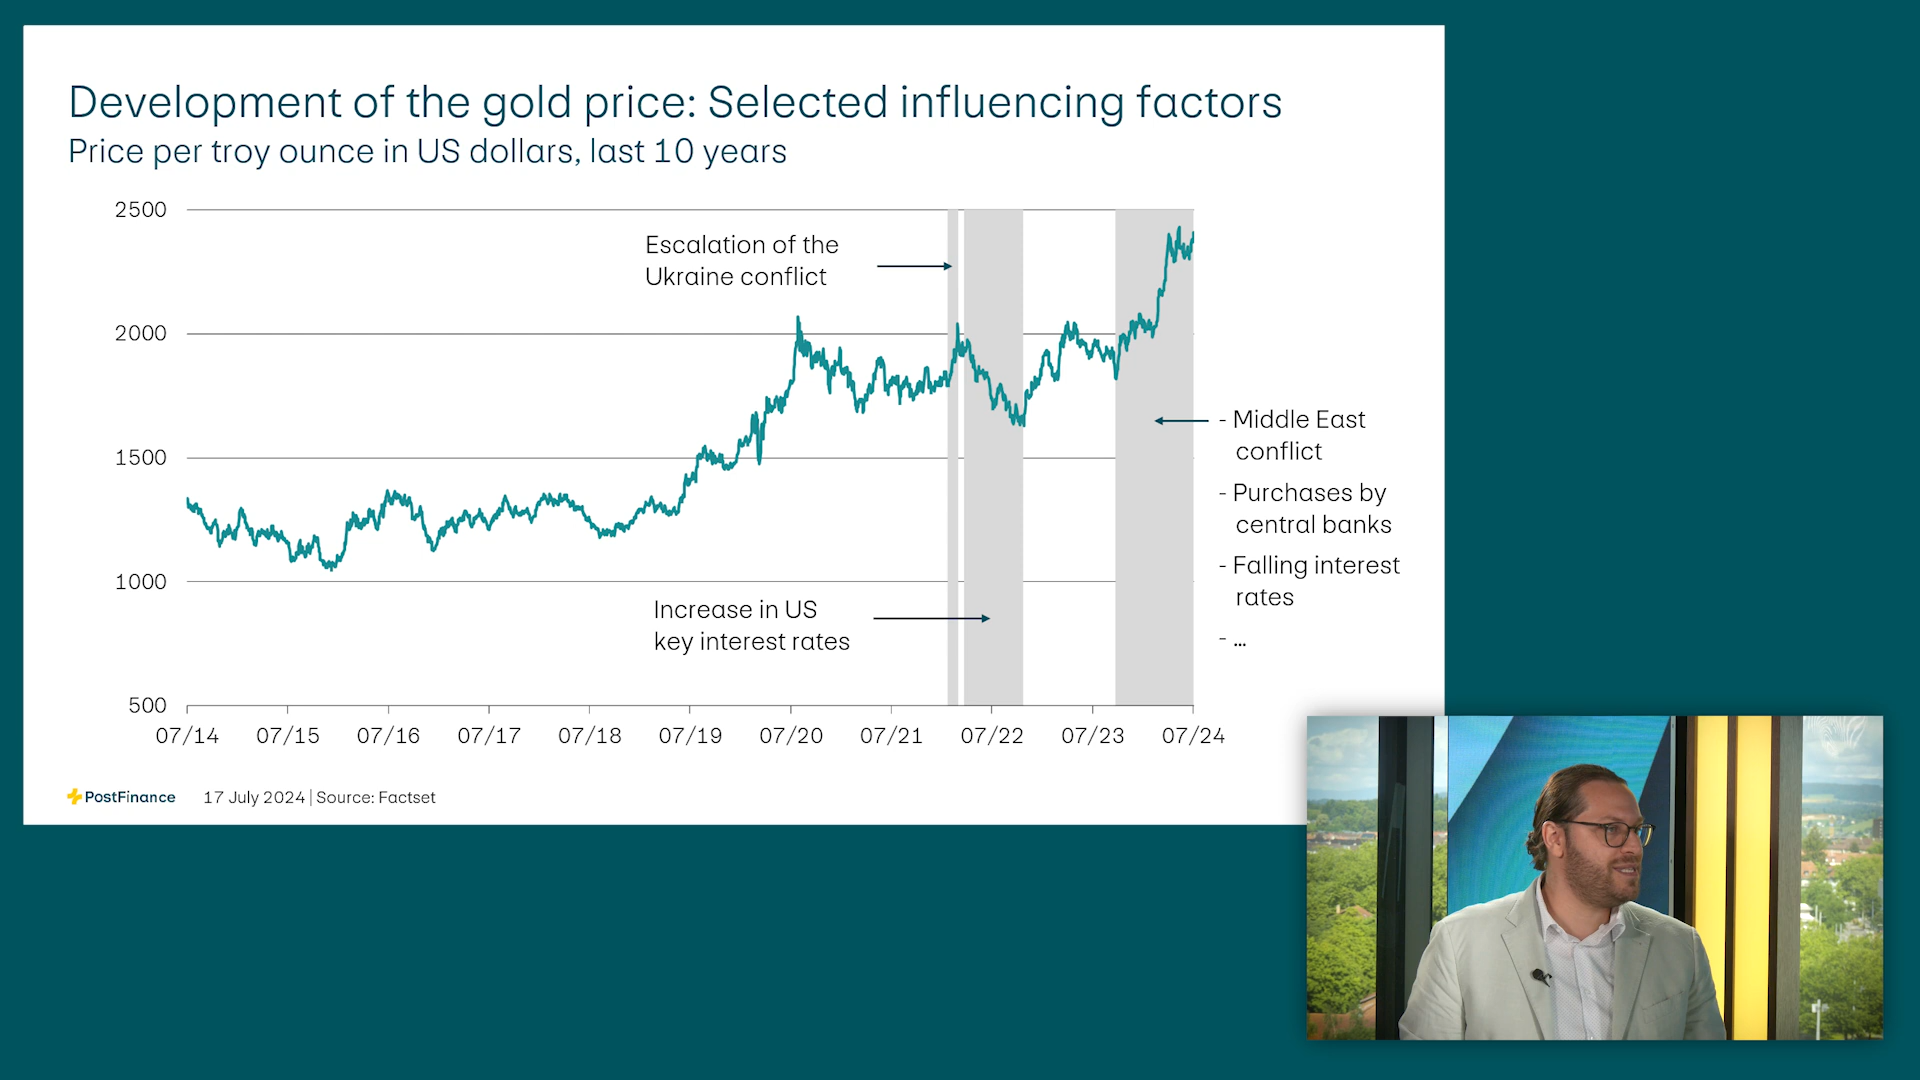 Development of the gold price: Selected influencing factors
Price per troy ounce in US dollars, last 10 years
2500
2000
1500
1000
500
Escalation of the
Ukraine conflict
Increase in US
key interest rates
- Middle East
conflict
- Purchases by
central banks
- Falling interest
rates
- ...
07/14 07/15 07/16 07/17 07/18 07/19 07/20 07/21 07/22 07/23 07/24
PostFinance 17 July 2024 | Source: Factset